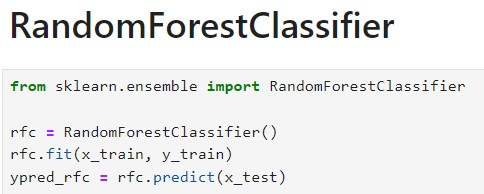 RandomForestClassifier
from sklearn.ensemble import RandomForestClassifier
rfc = RandomForestClassifier()
rfc.fit(x_train, y_train)
ypred_rfc = rfc.predict(x_test)